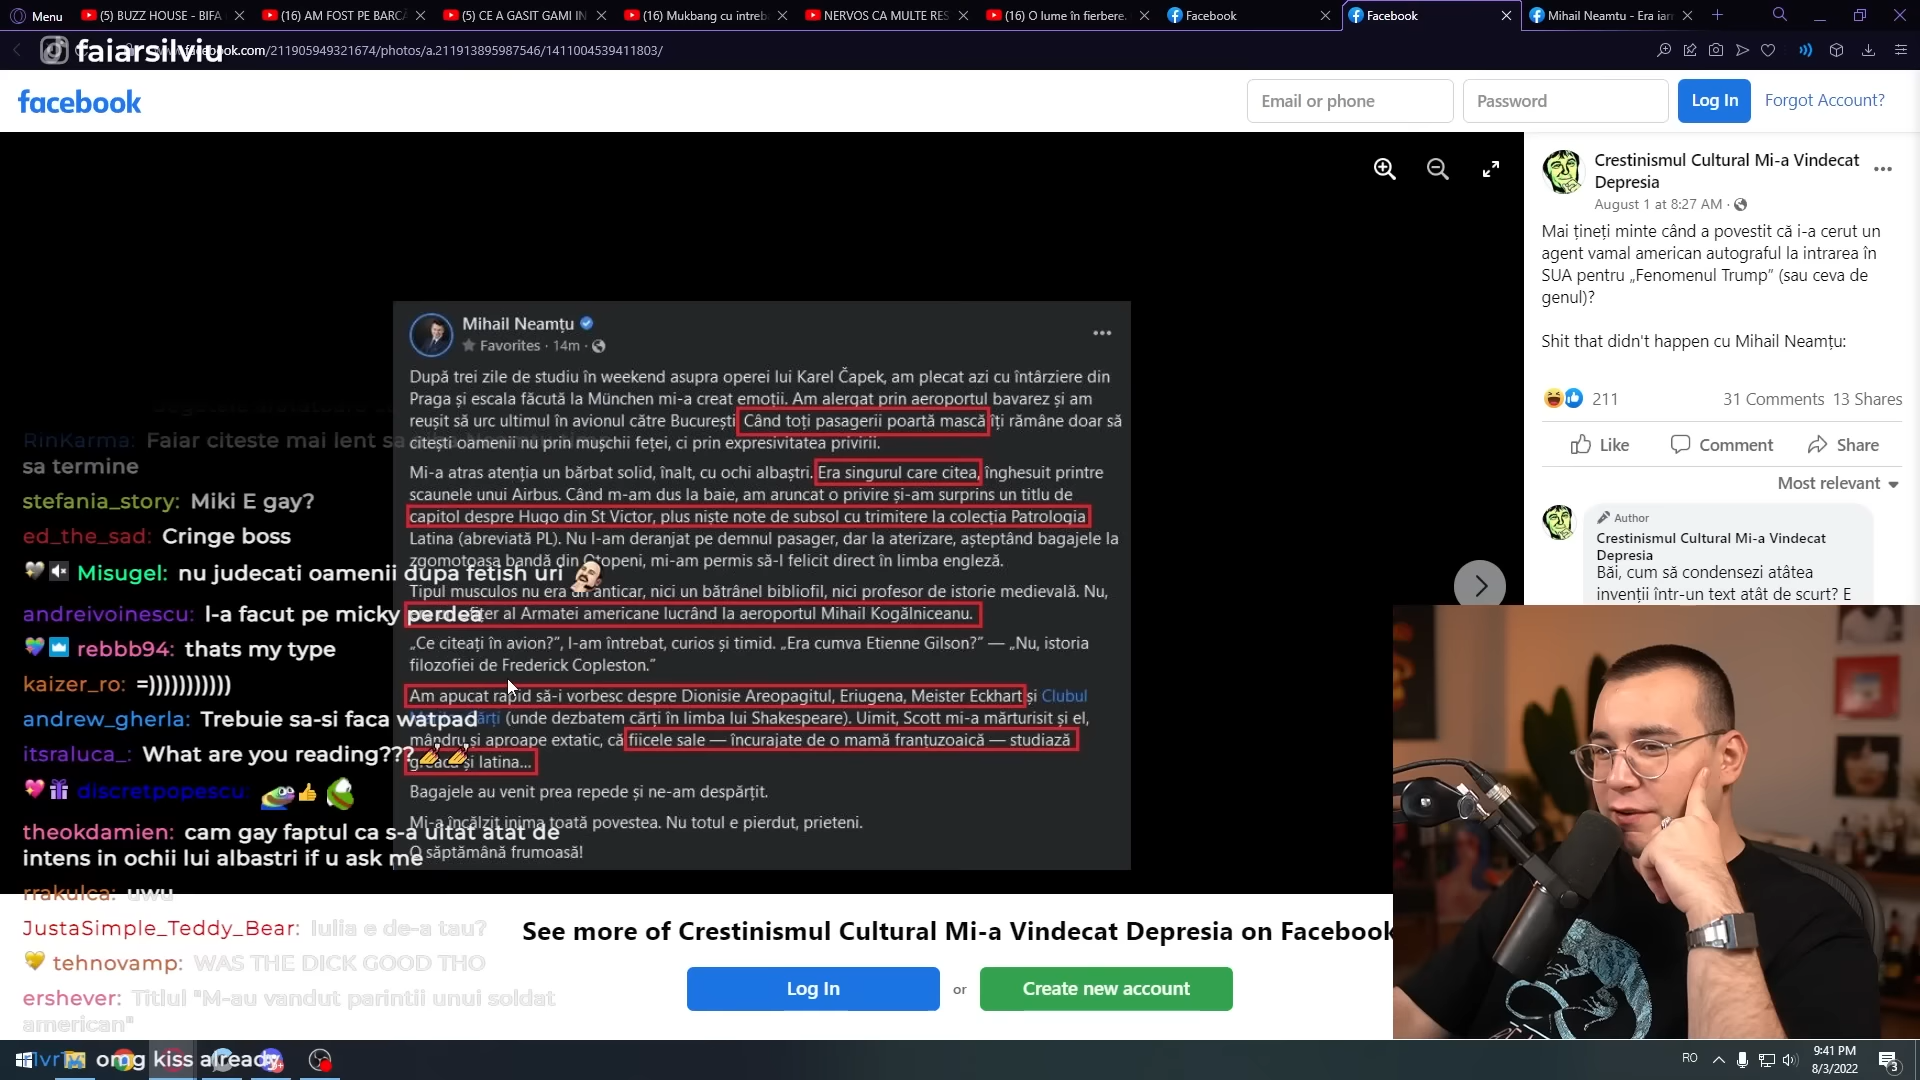 Menu
(5) BUZZ HOUSE - BIFA
(16) AM FOST PE BARCA
(5) CE A GASIT GAMI IN
(16) Mukbang cu intreb
NERVOS CA MULTE RES
(16) O lume în fierbere.
Facebook
Facebook
Mihail Neamtu - Era iar
faiarsilviu
facebook.com/211905949321674/photos/a.211913895987546/1411004539411803/
facebook
Email or phone
Password
Log In
Forgot Account?
Mihail Neamțu
Favorites · 14m ·
După trei zile de studiu în weekend asupra operei lui Karel Čapek, am plecat azi cu întârziere din
Praga și escala făcută la München mi-a creat emoții. Am alergat prin aeroportul bavarez și am
reușit să urc ultimul în avionul către București. Când toți pasagerii poartă mască îți rămâne doar să
citești oamenii nu prin mușchii feței, ci prin expresivitatea privirii.
Mi-a atras atenția un bărbat solid, înalt, cu ochi albaștri. Era singurul care citea, înghesuit printre
scaunele unui Airbus. Când m-am dus la baie, am aruncat o privire și-am surprins un titlu de
capitol despre Hugo din St Victor, plus niște note de subsol cu trimitere la colecția Patrologia
Latina (abreviată PL). Nu l-am deranjat pe demnul pasager, dar la aterizare, așteptând bagajele la
zgomotoasa bandă din Otopeni, mi-am permis să-l felicit direct în limba engleză.
Tipul musculos nu era un anticar, nici un bătrânel bibliofil, nici profesor de istorie medievală. Nu,
al Armatei americane lucrând la aeroportul Mihail Kogălniceanu.
„Ce citeați în avion?”, l-am întrebat, curios și timid. „Era cumva Etienne Gilson?” — „Nu, istoria
filozofiei de Frederick Copleston.”
Am apucat rapid să-i vorbesc despre Dionisie Areopagitul, Eriugena, Meister Eckhart și Clubul
(unde dezbatem cărți în limba lui Shakespeare). Uimit, Scott mi-a mărturisit și el,
mândru și aproape extatic, că fiicele sale — încurajate de o mamă franțuzoaică — studiază
greaca și latina...
Bagajele au venit prea repede și ne-am despărțit.
Mi-a încălzit inima toată povestea. Nu totul e pierdut, prieteni.
O săptămână frumoasă!
RinKarma: Faiar citeste mai lent sa
sa termine
stefania_story: Miki E gay?
ed_the_sad: Cringe boss
Misugel: nu judecati oamenii dupa fetish uri
andreivoinescu: l-a facut pe micky perdea
rebbb94: thats my type
kaizer_ro: =)))))))))))
andrew_gherla: Trebuie sa-si faca watpad
itsraluca_: What are you reading???
discretpopescu:
theokdamien: cam gay faptul ca s-a uitat atat de
intens in ochii lui albastri if u ask me
rrakulca: uwu
JustaSimple_Teddy_Bear: Iulia e de-a tau?
tehnovamp: WAS THE DICK GOOD THO
ershever: Titlul "M-au vandut parintii unui soldat
american"
omg kiss already
Crestinismul Cultural Mi-a Vindecat
Depresia
August 1 at 8:27 AM ·
Mai țineți minte când a povestit că i-a cerut un
agent vamal american autograful la intrarea în
SUA pentru „Fenomenul Trump” (sau ceva de
genul)?
Shit that didn't happen cu Mihail Neamțu:
211
31 Comments 13 Shares
Like
Comment
Share
Most relevant
Author
Crestinismul Cultural Mi-a Vindecat
Depresia
Băi, cum să condensezi atâtea
invenții într-un text atât de scurt? E
See more of Crestinismul Cultural Mi-a Vindecat Depresia on Facebook
Log In
or
Create new account
RO
9:41 PM
8/3/2022
3